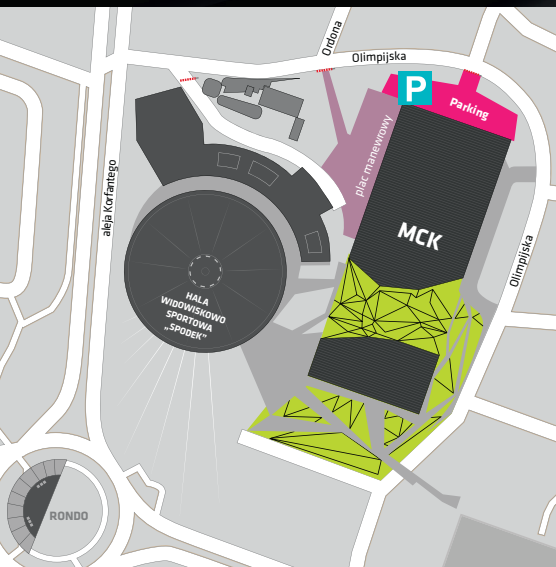 Ordona
Olimpijska
P
Parking
plac manewrowy
aleja Korfantego
MCK
Olimpijska
HALA
WIDOWISKOWO
SPORTOWA
„SPODEK”
RONDO